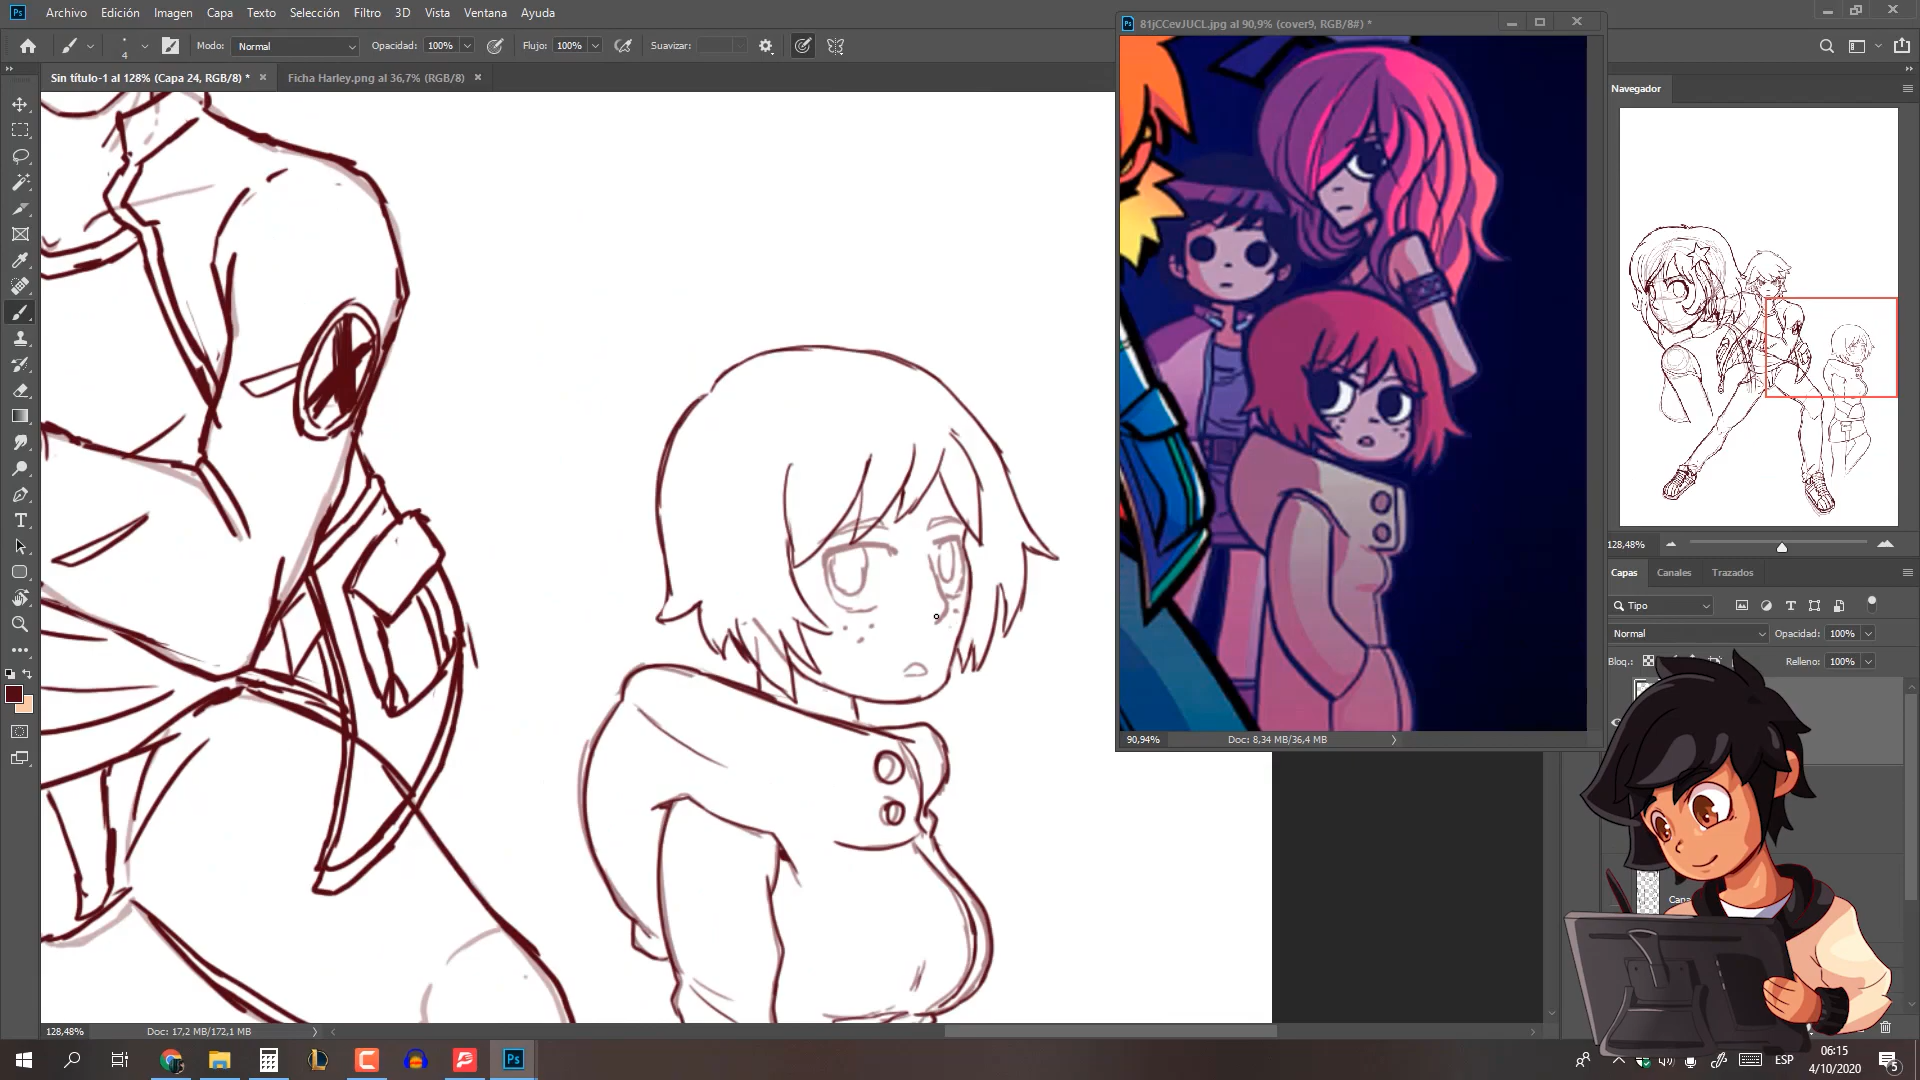 Ps Archivo Edición Imagen Capa Texto Selección Filtro 3D Vista Ventana Ayuda
4 Modo: Normal Opacidad: 100% Flujo: 100% Suavizar:
Sin título-1 al 128% (Capa 24, RGB/8) * × Ficha Harley.png al 36,7% (RGB/8) ×
81jCCevJUCL.jpg al 90,9% (cover9, RGB/8#) *
90,94% Doc: 8,34 MB/36,4 MB
Navegador
128,48%
Capas Canales Trazados
Tipo
Normal Opacidad: 100%
Bloq.: Relleno: 100%
128,48% Doc: 17,2 MB/172,1 MB
Ps ESP 06:15
4/10/2020 5